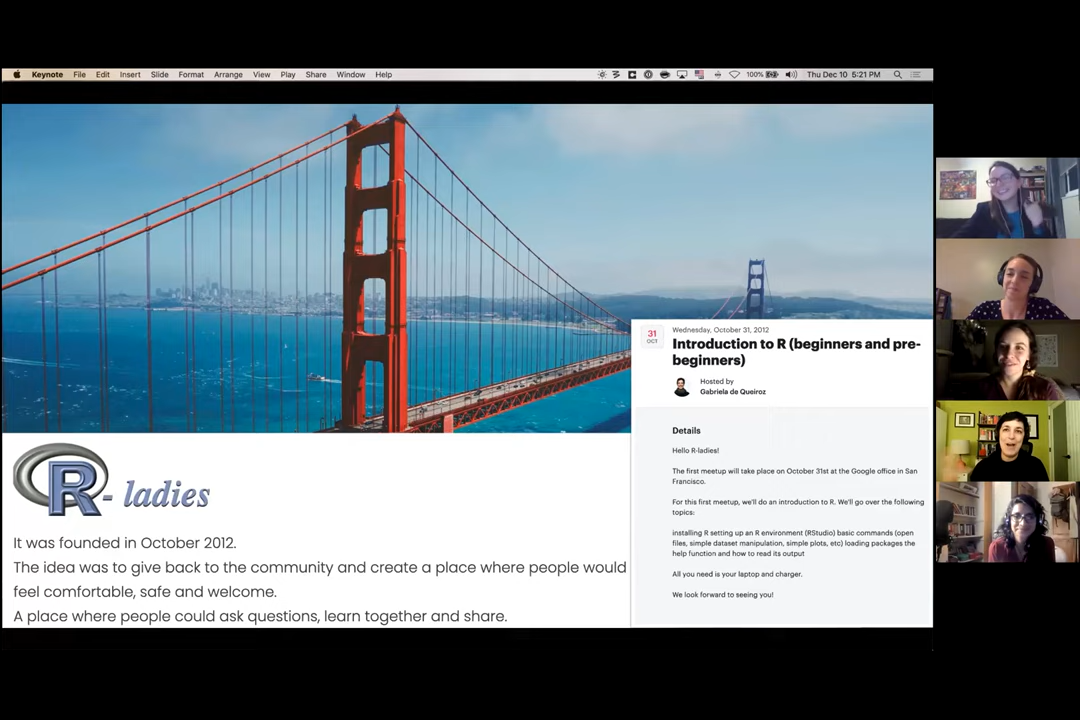 Keynote File Edit Insert Slide Format Arrange View Play Share Window Help 100% Thu Dec 10 5:21 PM
31
OCT
Wednesday, October 31, 2012
Introduction to R (beginners and pre-
beginners)
Hosted by
Gabriela de Queiroz
Details
Hello R-ladies!
The first meetup will take place on October 31st at the Google office in San
Francisco.
For this first meetup, we'll do an introduction to R. We'll go over the following
topics:
installing R setting up an R environment (RStudio) basic commands (open
files, simple dataset manipulation, simple plots, etc) loading packages the
help function and how to read its output
All you need is your laptop and charger.
We look forward to seeing you!
R- ladies
It was founded in October 2012.
The idea was to give back to the community and create a place where people would
feel comfortable, safe and welcome.
A place where people could ask questions, learn together and share.